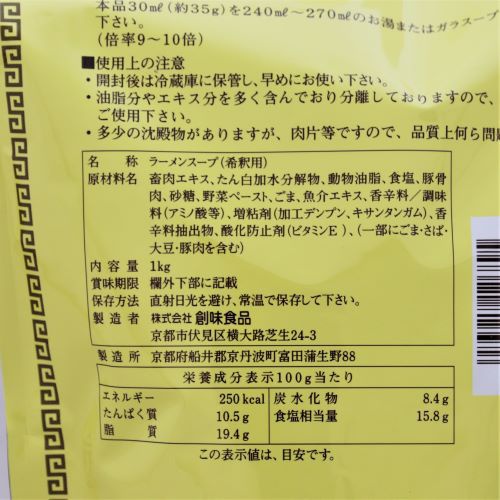 本品30㎖(約35g)を240㎖～270㎖のお湯またはガラスープ
下さい。
(倍率9～10倍)
■使用上の注意
・開封後は冷蔵庫に保管し、早めにお使い下さい。
・油脂分やエキス分を多く含んでおり分離しておりますので、
ご使用下さい。
・多少の沈殿物がありますが、肉片等ですので、品質上何ら問題
名 称 ラーメンスープ(希釈用)
原材料名 畜肉エキス、たん白加水分解物、動物油脂、食塩、豚骨
肉、砂糖、野菜ペースト、ごま、魚介エキス、香辛料／調味
料(アミノ酸等)、増粘剤(加工デンプン、キサンタンガム)、香
辛料抽出物、酸化防止剤(ビタミンE)、(一部にごま・さば・
大豆・豚肉を含む)
内 容 量 1kg
賞味期限 欄外下部に記載
保存方法 直射日光を避け、常温で保存して下さい。
製 造 者 株式会社 創味食品
京都市伏見区横大路芝生24-3
製 造 所 京都府船井郡京丹波町富田蒲生野88
栄養成分表示100g当たり
エネルギー 250kcal 炭水化物 8.4g
たんぱく質 10.5g 食塩相当量 15.8g
脂 質 19.4g
この表示値は、目安です。